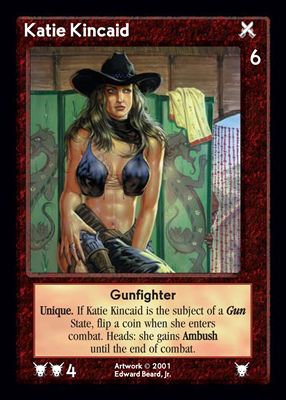 Katie Kincaid
6
Gunfighter
Unique. If Katie Kincaid is the subject of a Gun
State, flip a coin when she enters
combat. Heads: she gains Ambush
until the end of combat.
4
Artwork © 2001
Edward Beard, Jr.